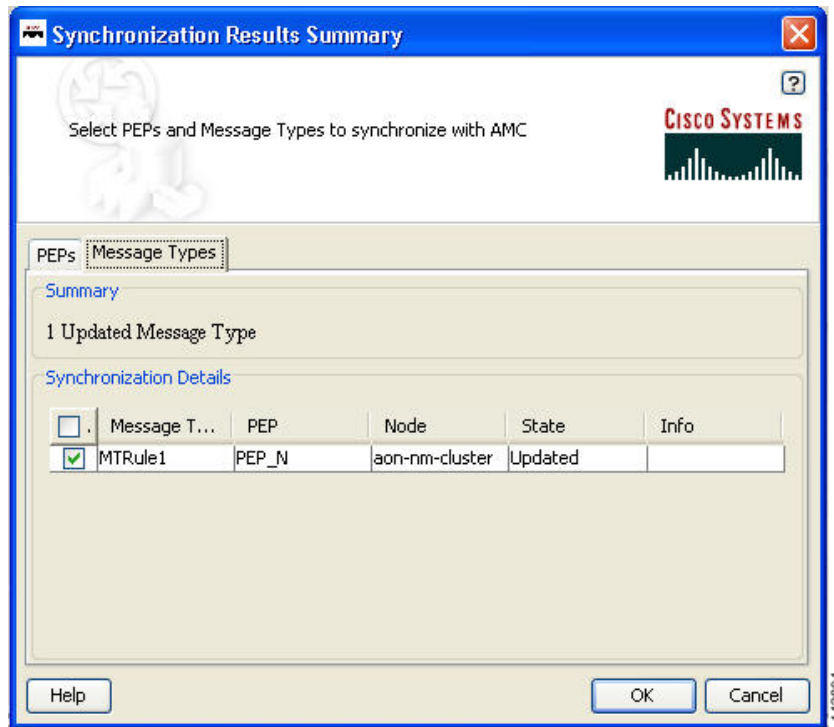 Synchronization Results Summary
?
Select PEPs and Message Types to synchronize with AMC
CISCO SYSTEMS
PEPs Message Types
Summary
1 Updated Message Type
Synchronization Details
. Message T... PEP Node State Info
MTRule1 PEP_N aon-nm-cluster Updated
Help OK Cancel